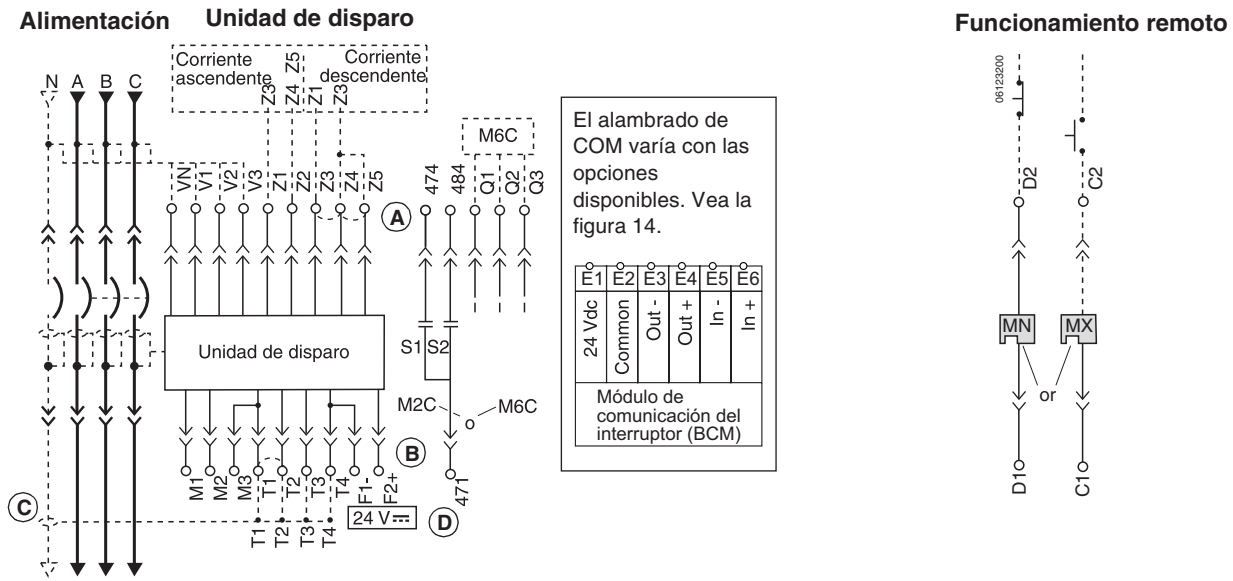 Alimentación
Unidad de disparo
Funcionamiento remoto
Corriente
ascendente
Corriente
descendente
Z3
Z4 Z5
Z1
Z3
N A B C
VN
V1
V2
V3
Z1
Z2
Z3
Z4
Z5
A
474
484
M6C
Q1
Q2
Q3
El alambrado de
COM varía con las
opciones
disponibles. Vea la
figura 14.
E1 E2 E3 E4 E5 E6
24 Vdc
Common
Out -
Out +
In -
In +
Módulo de
comunicación del
interruptor (BCM)
06123200
D2
C2
MN
MX
or
D1
C1
Unidad de disparo
S1 S2
M2C
M6C
B
M1
M2
M3
T1
T2
T3
T4
F1-
F2+
24 V
471
C
D
T1
T2
T3
T4